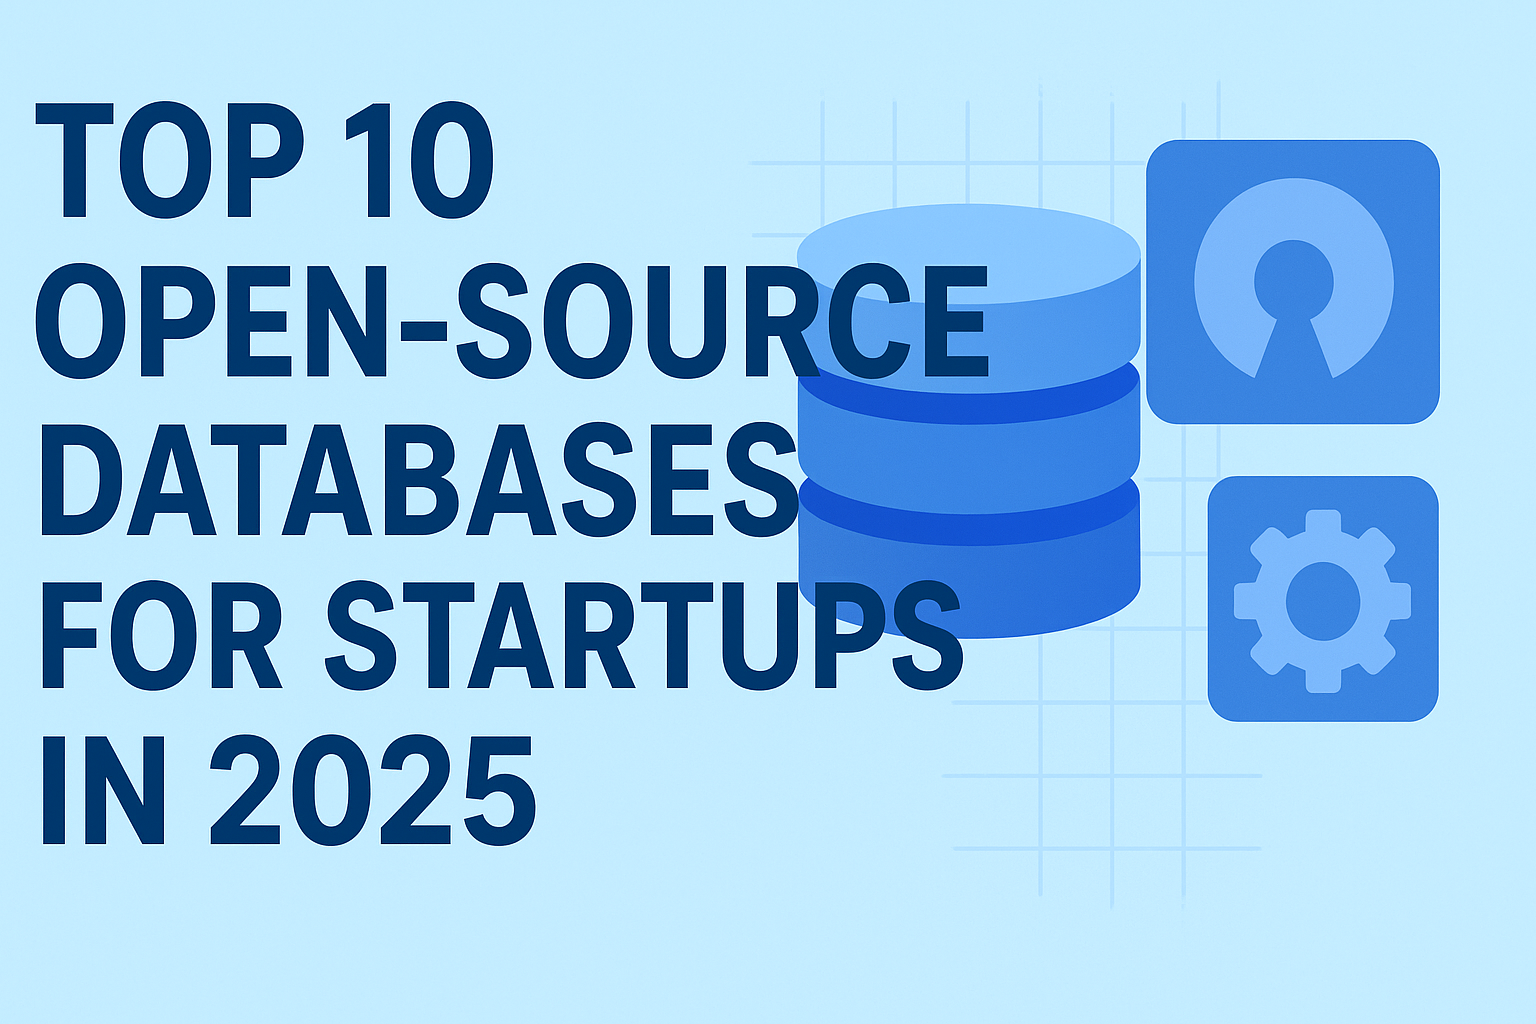 TOP 10
OPEN-SOURCE
DATABASES
FOR STARTUPS
IN 2025